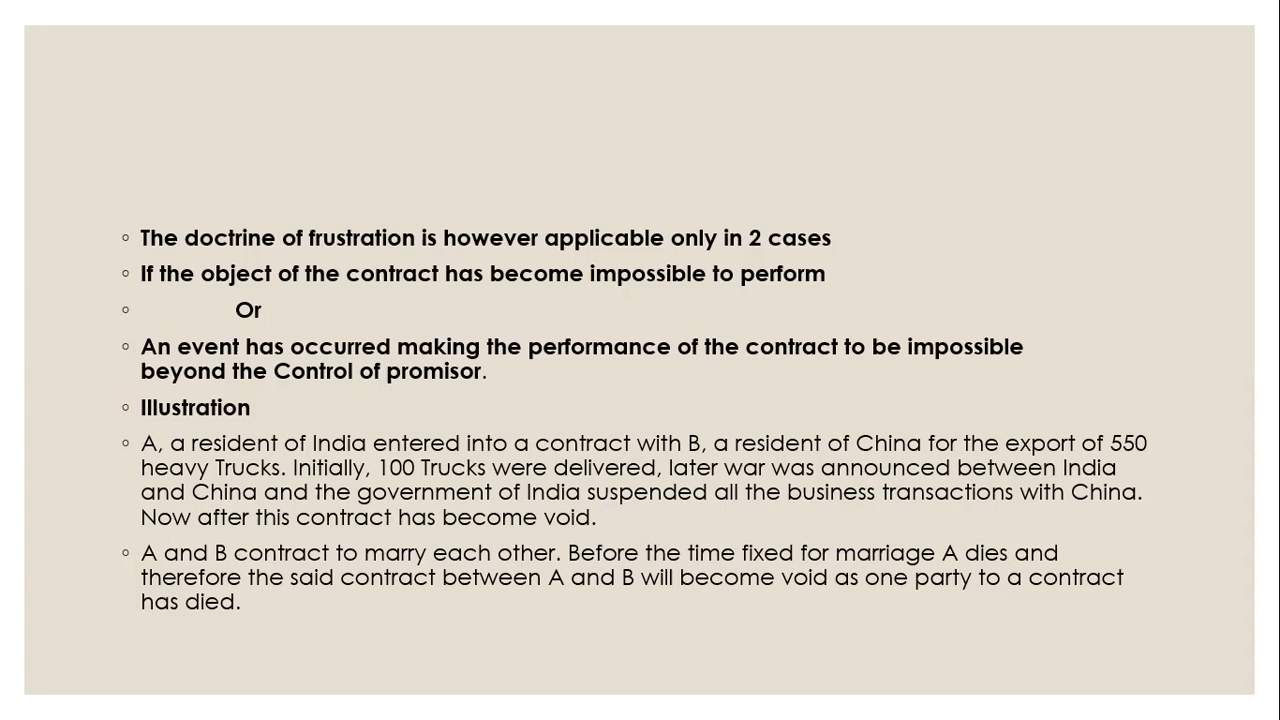 ◦ The doctrine of frustration is however applicable only in 2 cases
◦ If the object of the contract has become impossible to perform
◦ Or
◦ An event has occurred making the performance of the contract to be impossible
beyond the Control of promisor.
◦ Illustration
◦ A, a resident of India entered into a contract with B, a resident of China for the export of 550
heavy Trucks. Initially, 100 Trucks were delivered, later war was announced between India
and China and the government of India suspended all the business transactions with China.
Now after this contract has become void.
◦ A and B contract to marry each other. Before the time fixed for marriage A dies and
therefore the said contract between A and B will become void as one party to a contract
has died.